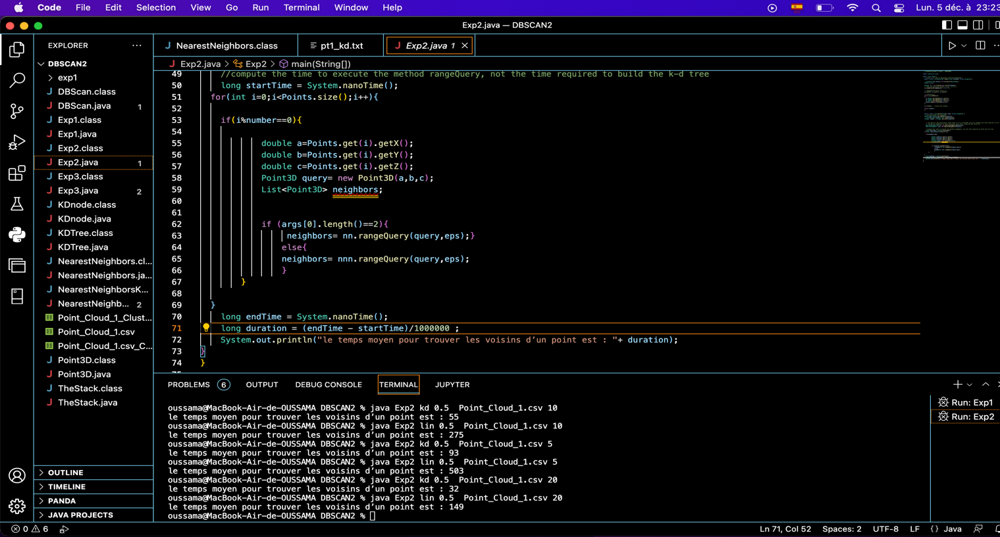 Code File Edit Selection View Go Run Terminal Window Help Lun. 5 déc. à 23:23
Exp2.java — DBSCAN2
EXPLORER ···
DBSCAN2
exp1
J DBScan.class
J DBScan.java 1
J Exp1.class
J Exp1.java
J Exp2.class
J Exp2.java 1
J Exp3.class
J Exp3.java 2
J KDnode.class
J KDnode.java
J KDTree.class
J KDTree.java
J NearestNeighbors.cl...
J NearestNeighbors.ja...
J NearestNeighborsK...
J NearestNeighb... 2
Point_Cloud_1_Clust...
Point_Cloud_1.csv
Point_Cloud_1.csv_C...
J Point3D.class
J Point3D.java
J TheStack.class
J TheStack.java
OUTLINE
TIMELINE
PANDA
JAVA PROJECTS
J NearestNeighbors.class pt1_kd.txt J Exp2.java 1
J Exp2.java > Exp2 > main(String[])
49 //compute the time to execute the method rangeQuery, not the time required to build the k-d tree
50 long startTime = System.nanoTime();
51 for(int i=0;i<Points.size();i++){
52
53 if(i%number==0){
54
55 double a=Points.get(i).getX();
56 double b=Points.get(i).getY();
57 double c=Points.get(i).getZ();
58 Point3D query= new Point3D(a,b,c);
59 List<Point3D> neighbors;
60
61
62 if (args[0].length()==2){
63 neighbors= nn.rangeQuery(query,eps);}
64 else{
65 neighbors= nnn.rangeQuery(query,eps);
66 }
67 }
68
69 }
70 long endTime = System.nanoTime();
71 long duration = (endTime - startTime)/1000000 ;
72 System.out.println("le temps moyen pour trouver les voisins d'un point est : "+ duration);
73 }
74 }
PROBLEMS 6 OUTPUT DEBUG CONSOLE TERMINAL JUPYTER
oussama@MacBook-Air-de-OUSSAMA DBSCAN2 % java Exp2 kd 0.5 Point_Cloud_1.csv 10
le temps moyen pour trouver les voisins d'un point est : 55
oussama@MacBook-Air-de-OUSSAMA DBSCAN2 % java Exp2 lin 0.5 Point_Cloud_1.csv 10
le temps moyen pour trouver les voisins d'un point est : 275
oussama@MacBook-Air-de-OUSSAMA DBSCAN2 % java Exp2 kd 0.5 Point_Cloud_1.csv 5
le temps moyen pour trouver les voisins d'un point est : 93
oussama@MacBook-Air-de-OUSSAMA DBSCAN2 % java Exp2 lin 0.5 Point_Cloud_1.csv 5
le temps moyen pour trouver les voisins d'un point est : 503
oussama@MacBook-Air-de-OUSSAMA DBSCAN2 % java Exp2 kd 0.5 Point_Cloud_1.csv 20
le temps moyen pour trouver les voisins d'un point est : 32
oussama@MacBook-Air-de-OUSSAMA DBSCAN2 % java Exp2 lin 0.5 Point_Cloud_1.csv 20
le temps moyen pour trouver les voisins d'un point est : 149
oussama@MacBook-Air-de-OUSSAMA DBSCAN2 %
Run: Exp1
Run: Exp2
0 6 Ln 71, Col 52 Spaces: 2 UTF-8 LF {} Java